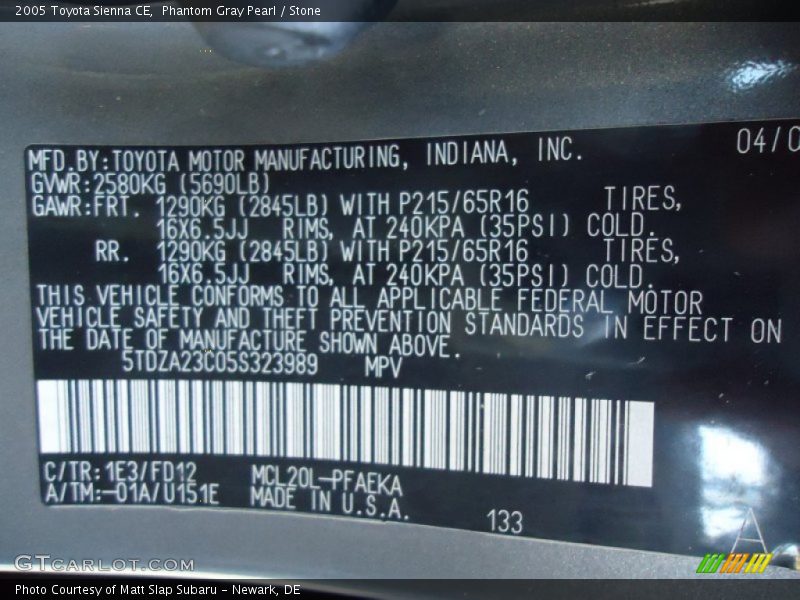 2005 Toyota Sienna CE, Phantom Gray Pearl / Stone
MFD.BY:TOYOTA MOTOR MANUFACTURING, INDIANA, INC. 04/0
GVWR:2580KG (5690LB)
GAWR:FRT. 1290KG (2845LB) WITH P215/65R16 TIRES,
16X6.5JJ RIMS, AT 240KPA (35PSI) COLD.
RR. 1290KG (2845LB) WITH P215/65R16 TIRES,
16X6.5JJ RIMS, AT 240KPA (35PSI) COLD.
THIS VEHICLE CONFORMS TO ALL APPLICABLE FEDERAL MOTOR
VEHICLE SAFETY AND THEFT PREVENTION STANDARDS IN EFFECT ON
THE DATE OF MANUFACTURE SHOWN ABOVE.
5TDZA23C05S323989 MPV
C/TR:1E3/FD12 MCL20L-PFAEKA
A/TM:-01A/U151E MADE IN U.S.A.
133
GTcarlot.com
Photo Courtesy of Matt Slap Subaru - Newark, DE